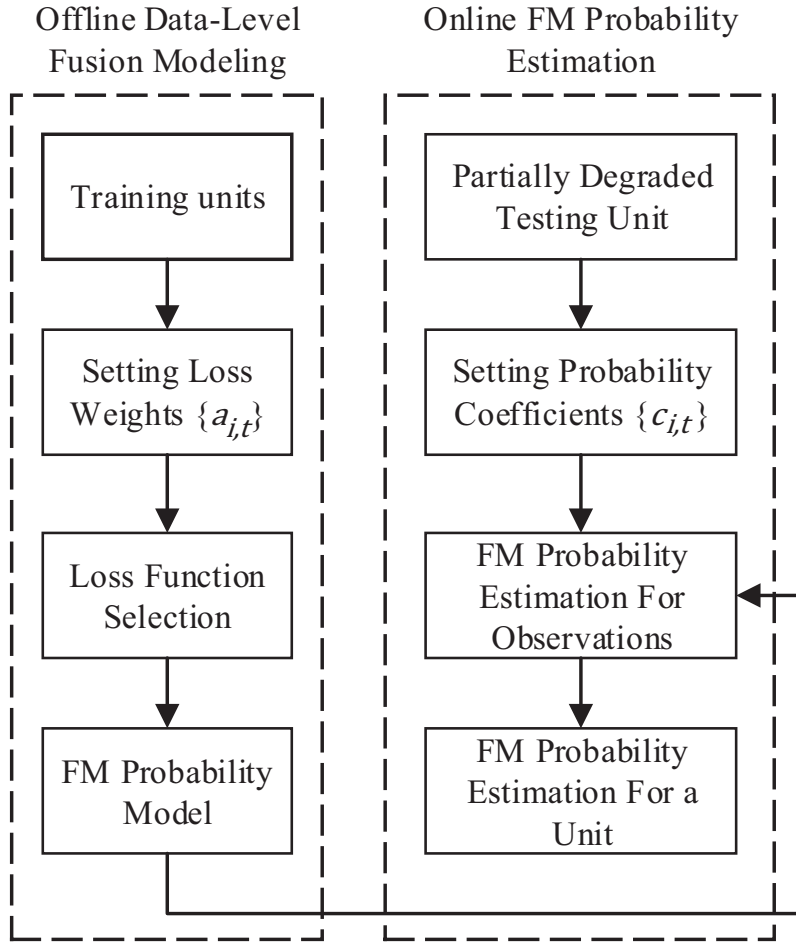 Offline Data-Level
Fusion Modeling
Training units
Setting Loss
Weights {a_{i,t}}
Loss Function
Selection
FM Probability
Model
Online FM Probability
Estimation
Partially Degraded
Testing Unit
Setting Probability
Coefficients {c_{i,t}}
FM Probability
Estimation For
Observations
FM Probability
Estimation For a
Unit